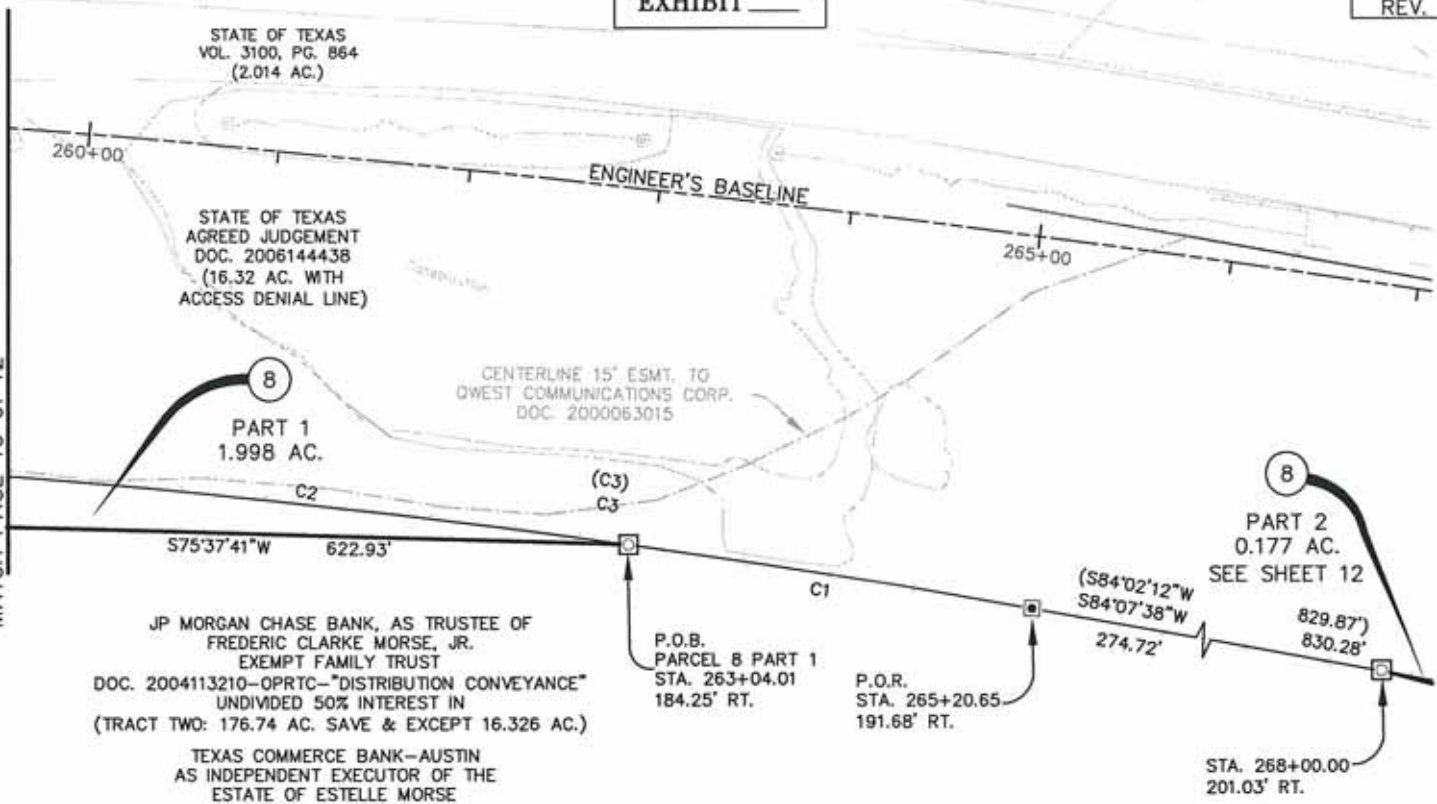 EXHIBIT ____
REV.
STATE OF TEXAS
VOL. 3100, PG. 864
(2.014 AC.)
260+00
ENGINEER'S BASELINE
265+00
STATE OF TEXAS
AGREED JUDGEMENT
DOC. 2006144438
(16.32 AC. WITH
ACCESS DENIAL LINE)
CENTERLINE 15' ESMT. TO
QWEST COMMUNICATIONS CORP.
DOC. 2000063015
8
PART 1
1.998 AC.
C2
(C3)
C3
S75°37'41"W 622.93'
C1
8
PART 2
0.177 AC.
SEE SHEET 12
(S84°02'12"W 829.87')
S84°07'38"W 830.28'
274.72'
P.O.B.
PARCEL 8 PART 1
STA. 263+04.01
184.25' RT.
P.O.R.
STA. 265+20.65
191.68' RT.
STA. 268+00.00
201.03' RT.
JP MORGAN CHASE BANK, AS TRUSTEE OF
FREDERIC CLARKE MORSE, JR.
EXEMPT FAMILY TRUST
DOC. 2004113210-OPRTC-"DISTRIBUTION CONVEYANCE"
UNDIVIDED 50% INTEREST IN
(TRACT TWO: 176.74 AC. SAVE & EXCEPT 16.326 AC.)
TEXAS COMMERCE BANK-AUSTIN
AS INDEPENDENT EXECUTOR OF THE
ESTATE OF ESTELLE MORSE